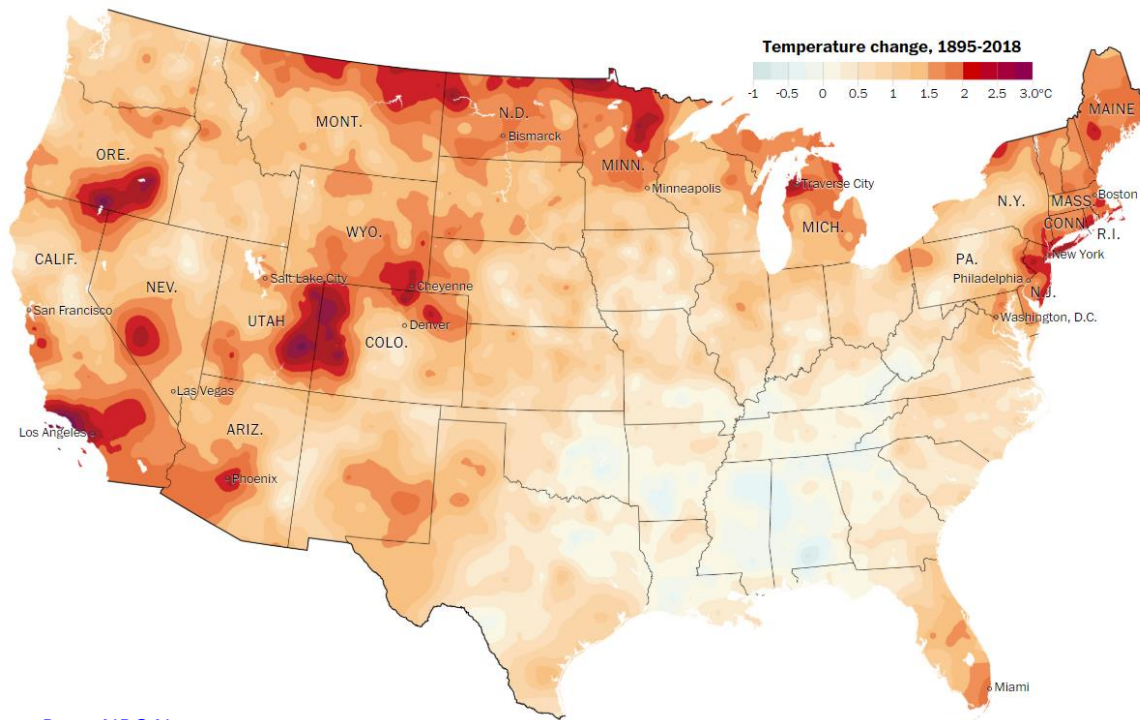 Temperature change, 1895-2018
-1 -0.5 0 0.5 1 1.5 2 2.5 3.0°C
MAINE
N.D.
MONT.
Bismarck
ORE.
MINN.
Traverse City
Minneapolis
Boston
N.Y.
MASS.
WYO.
MICH.
CONN.
R.I.
CALIF.
PA.
New York
Salt Lake City
Philadelphia
NEV.
Cheyenne
N.J.
San Francisco
UTAH
Washington, D.C.
Denver
COLO.
Las Vegas
ARIZ.
Los Angeles
Phoenix
Miami